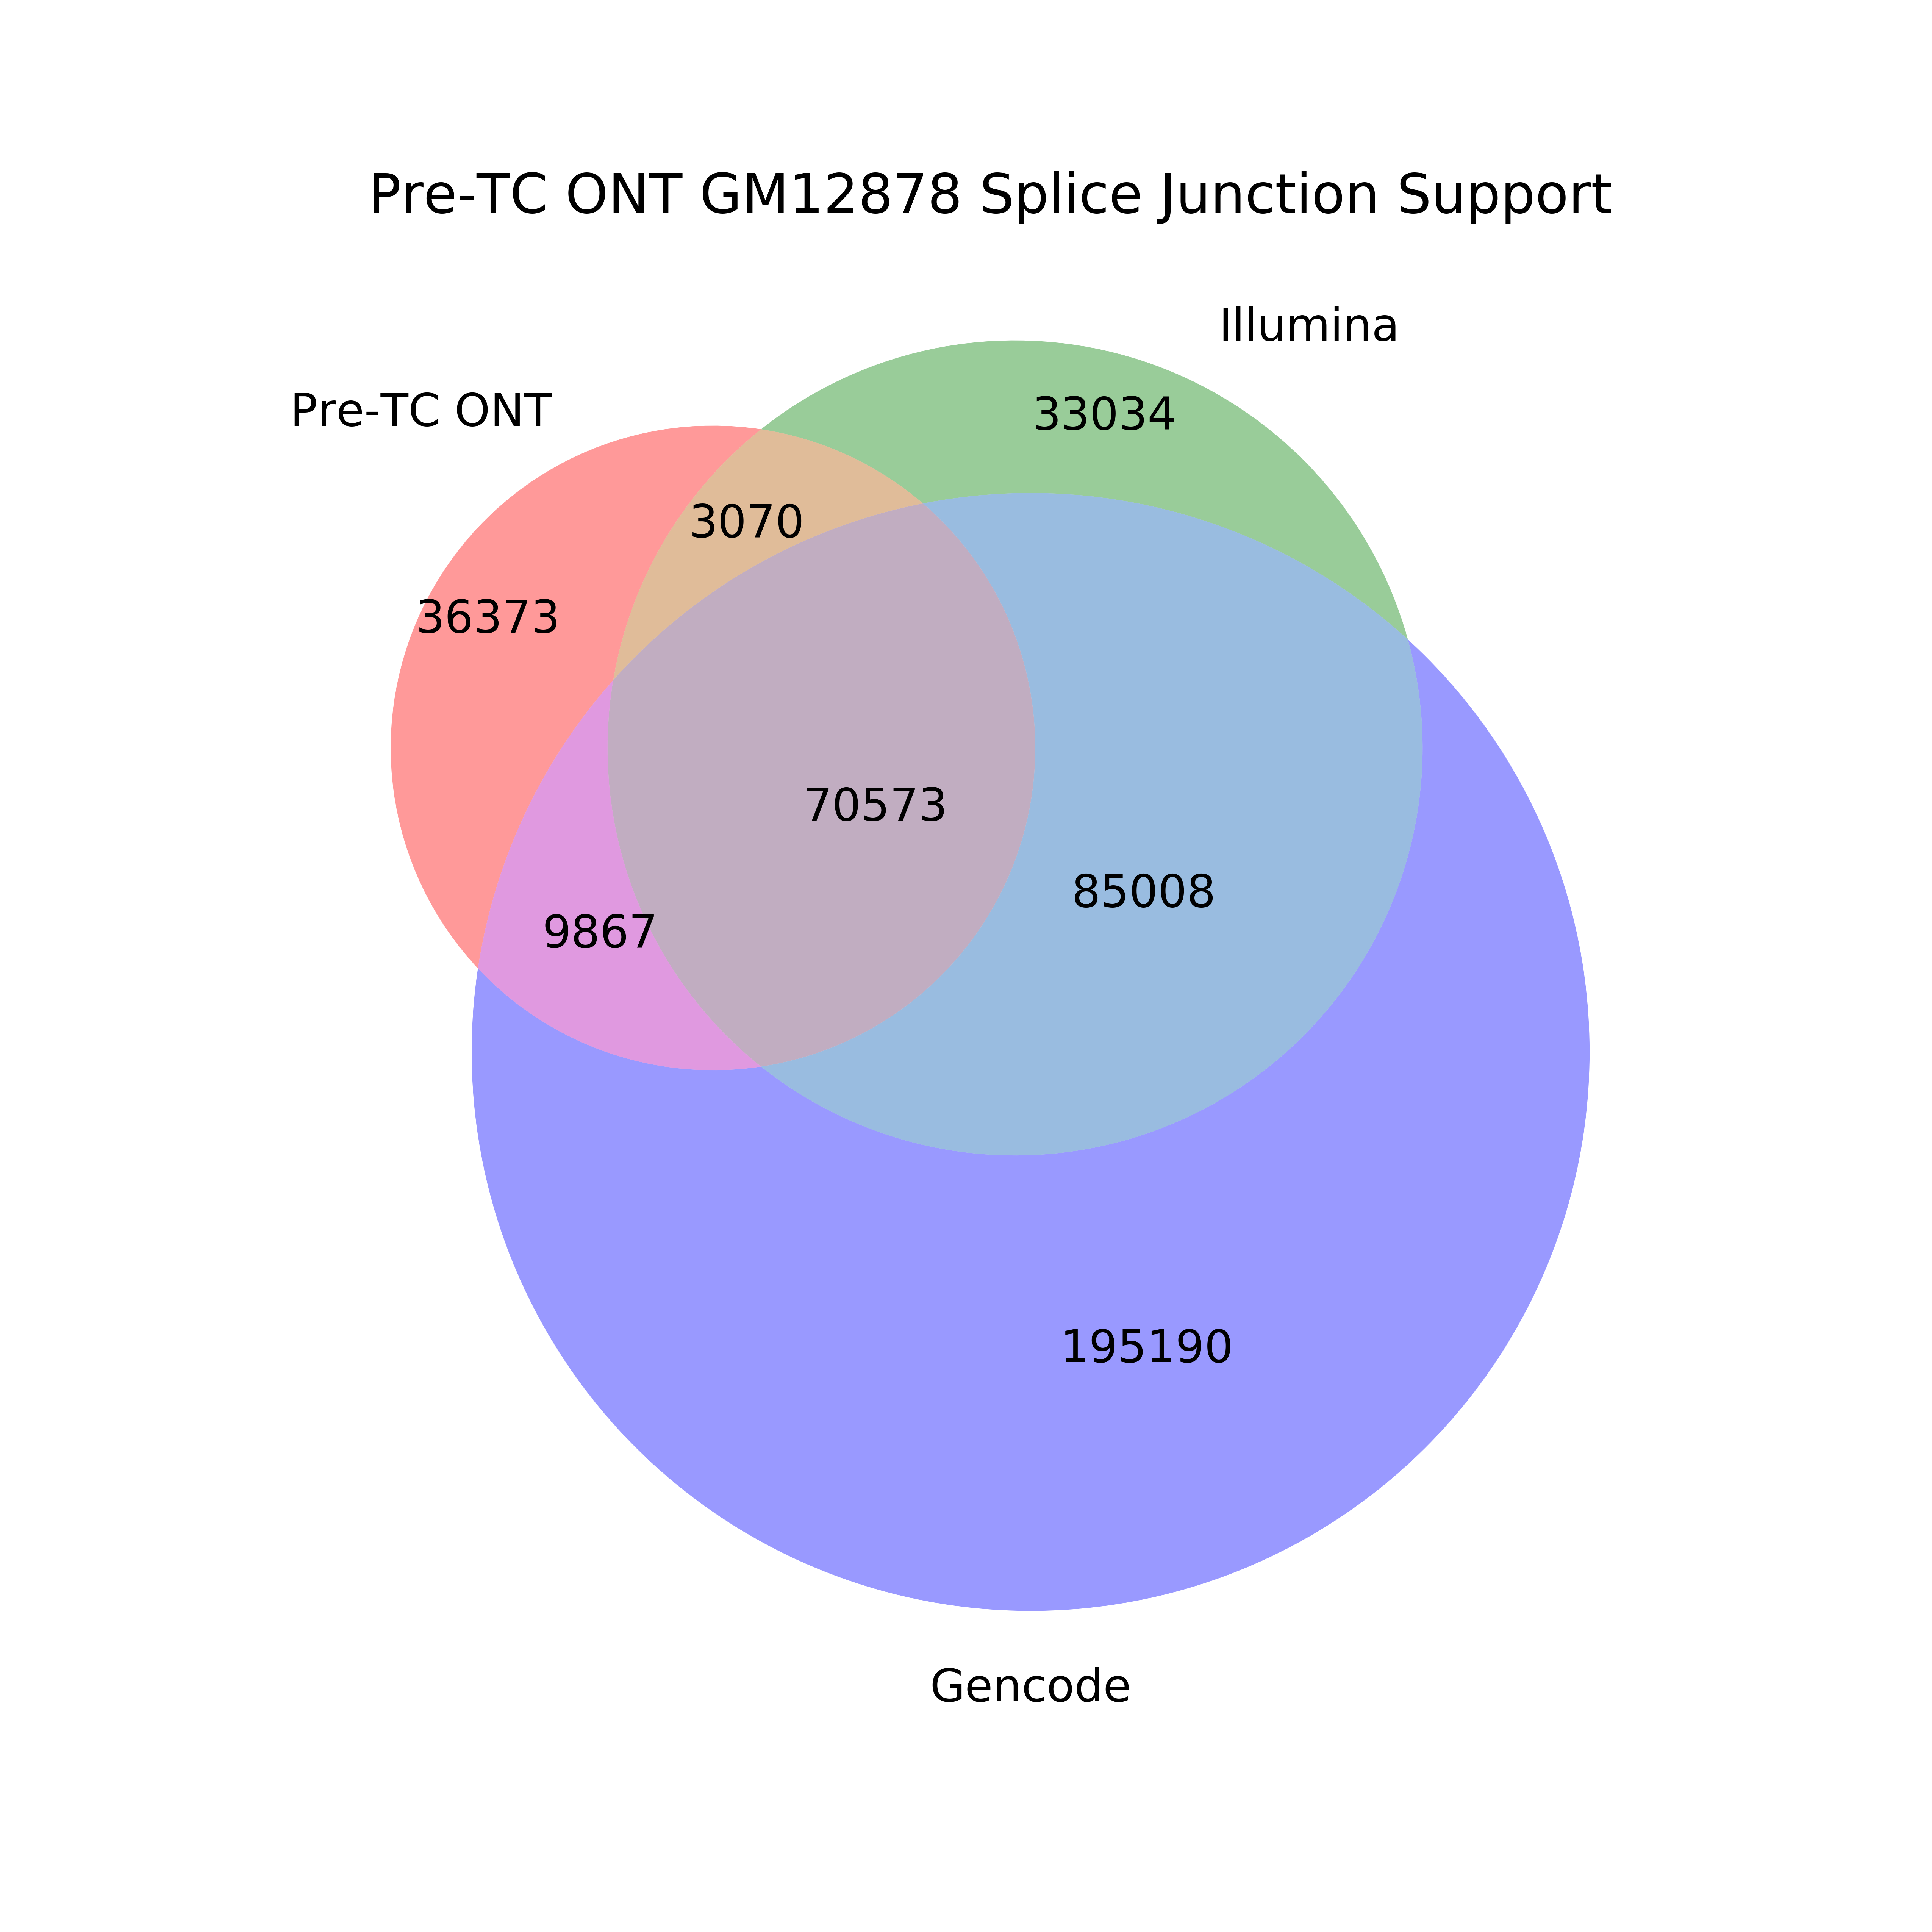 Pre-TC ONT GM12878 Splice Junction Support
Illumina
Pre-TC ONT
33034
3070
36373
70573
85008
9867
195190
Gencode